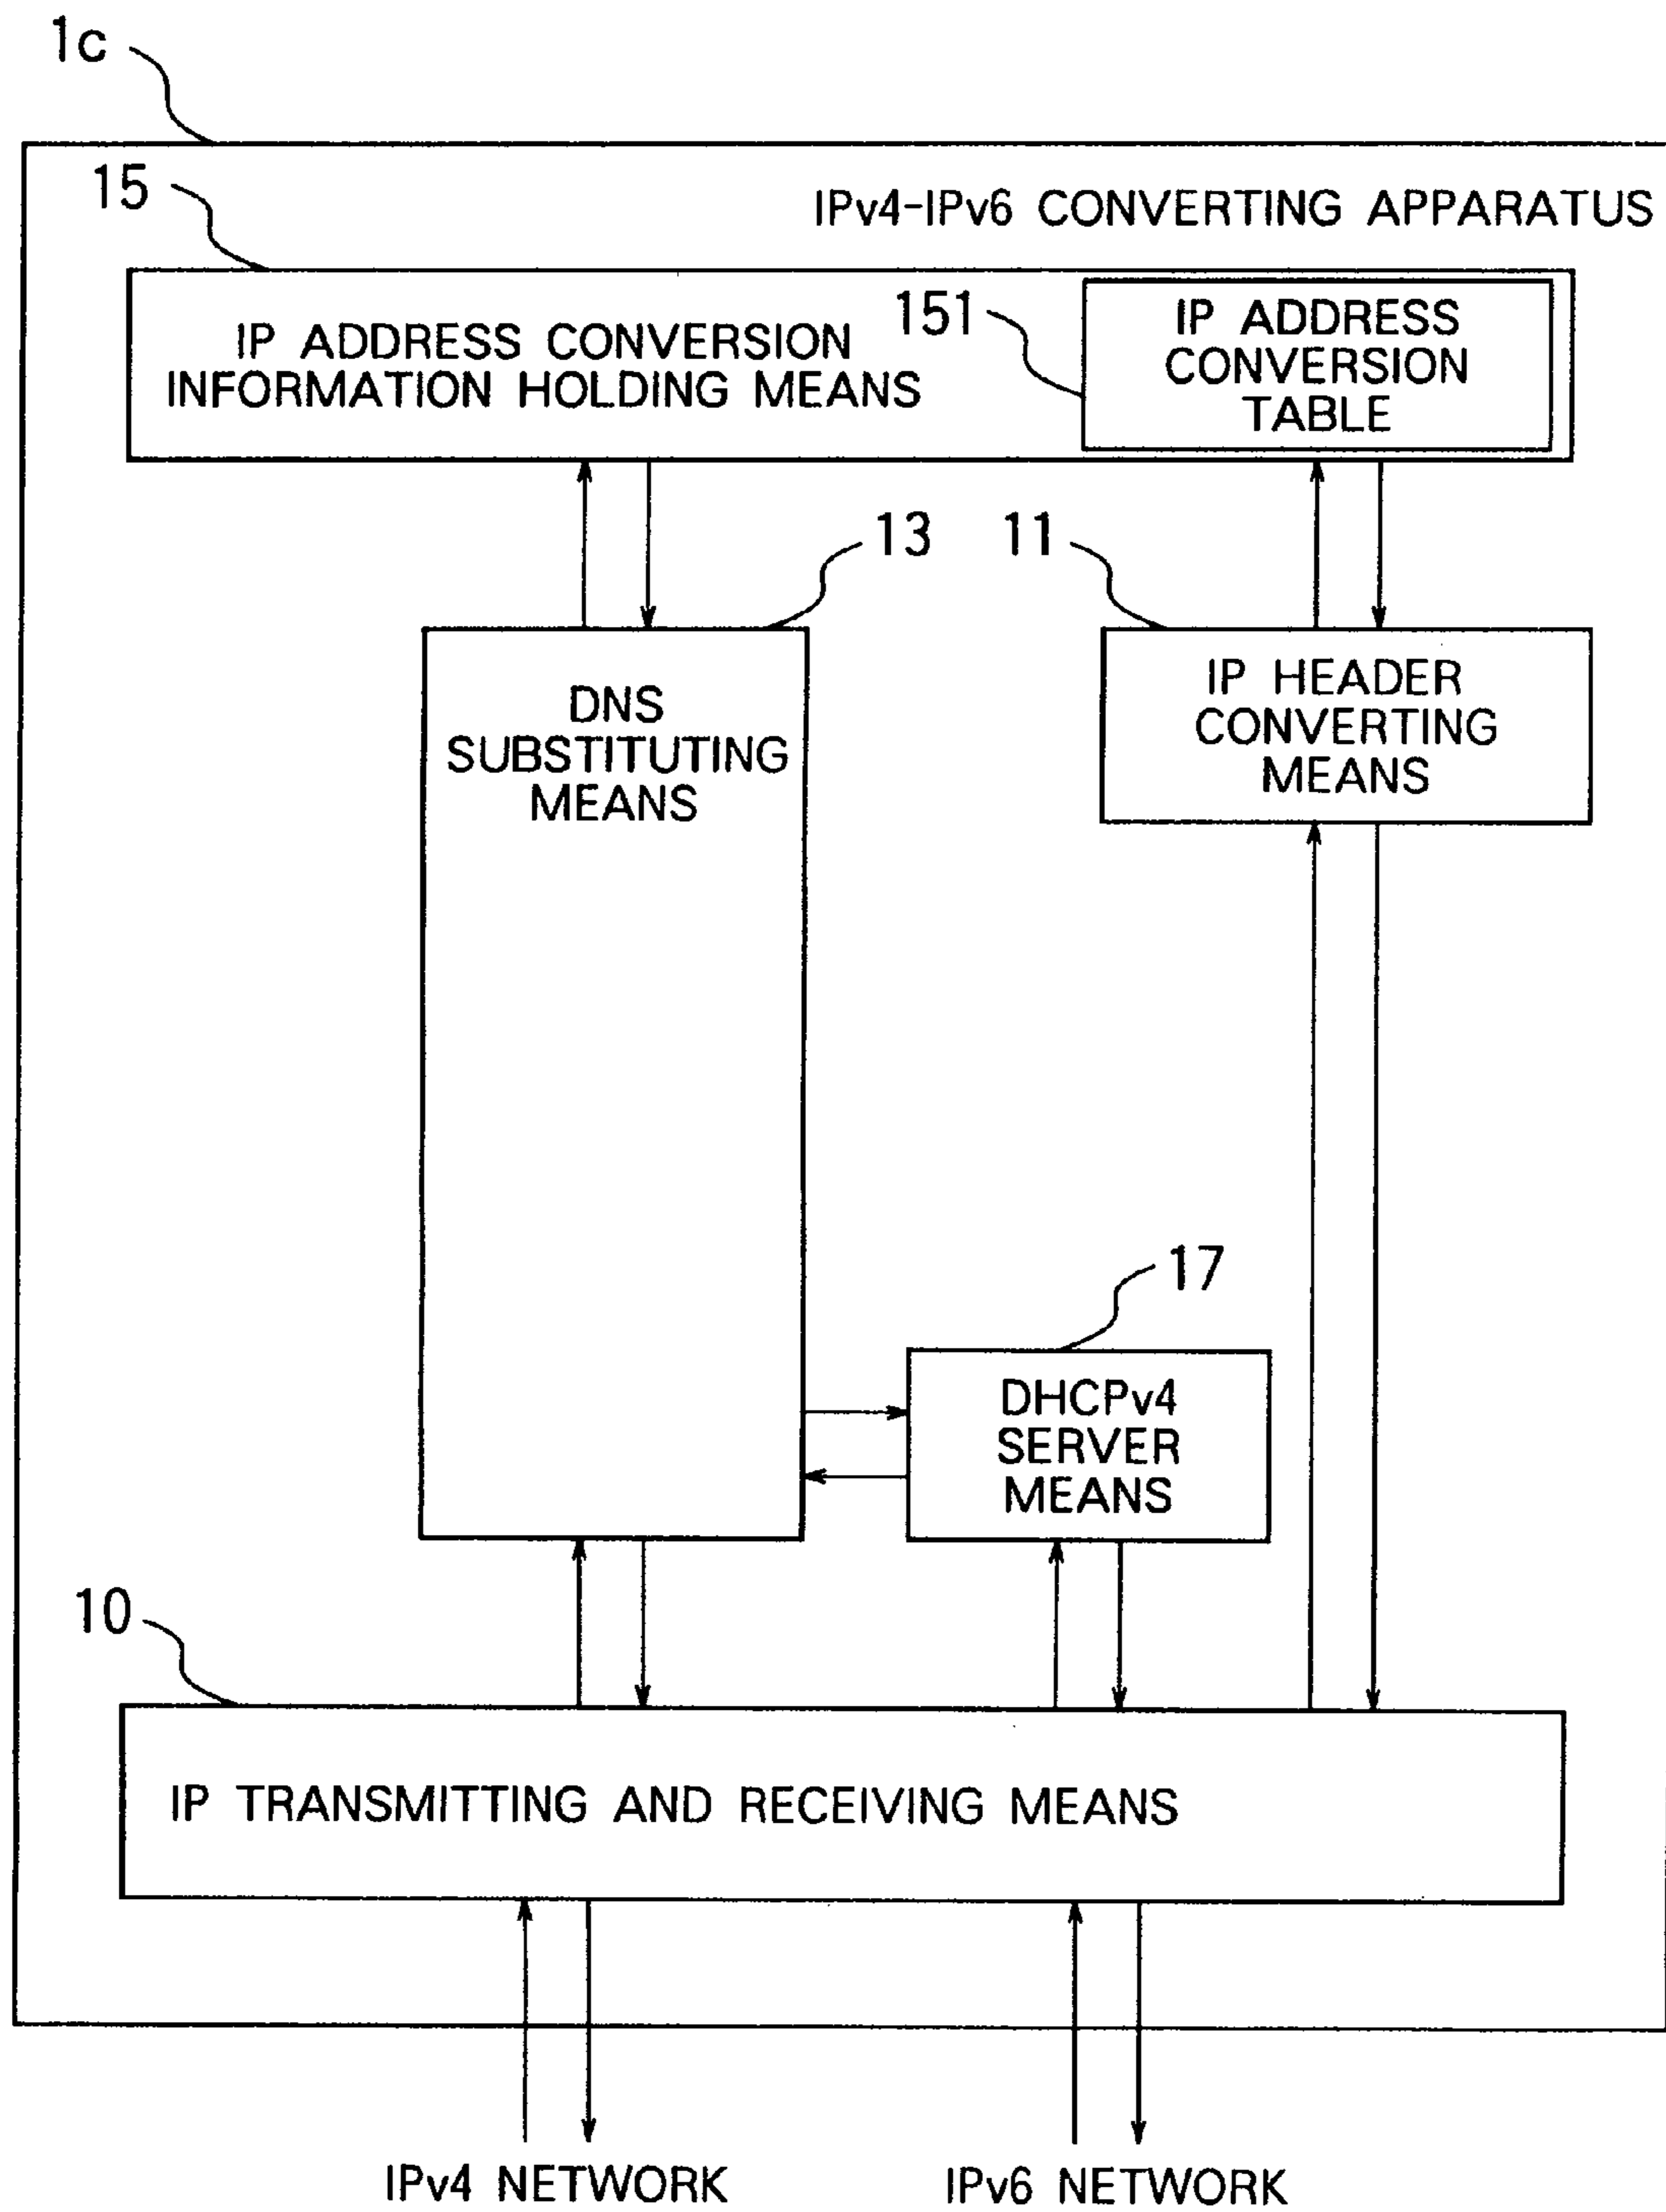 1c
15
IPv4-IPv6 CONVERTING APPARATUS
IP ADDRESS CONVERSION
INFORMATION HOLDING MEANS
151
IP ADDRESS
CONVERSION
TABLE
13
11
DNS
SUBSTITUTING
MEANS
IP HEADER
CONVERTING
MEANS
17
DHCPv4
SERVER
MEANS
10
IP TRANSMITTING AND RECEIVING MEANS
IPv4 NETWORK
IPv6 NETWORK